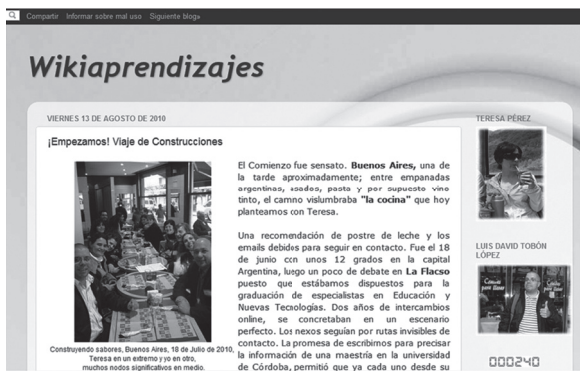 Compartir Informar sobre mal uso Siguiente blog»
Wikiaprendizajes
VIERNES 13 DE AGOSTO DE 2010
¡Empezamos! Viaje de Construcciones
El Comienzo fue sensato. Buenos Aires, una de
la tarde aproximadamente; entre empanadas
argentinas, asados, pasta y por supuesto vino
tinto, el camno vislumbraba "la cocina" que hoy
planteamos con Teresa.
Una recomendación de postre de leche y los
emails debidos para seguir en contacto. Fue el 18
de junio ccn unos 12 grados en la capital
Argentina, luego un poco de debate en La Flacso
puesto que estábamos dispuestos para la
graduación de especialistas en Educación y
Nuevas Tecnologías. Dos años de intercambios
online, se concretaban en un escenario
perfecto. Los nexos seguían por rutas invisibles de
contacto. La promesa de escribirnos para precisar
la información de una maestría en la universidad
de Córdoba, permitió que ya cada uno desde su
Construyendo sabores, Buenos Aires, 18 de Julio de 2010,
Teresa en un extremo y yo en otro,
muchos nodos significativos en medio.
TERESA PÉREZ
LUIS DAVID TOBÓN
LÓPEZ
Comida
para llevar
Comida
para llevar
000240